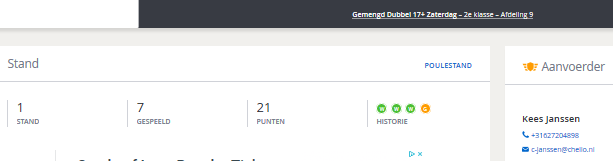 Gemengd Dubbel 17+ Zaterdag – 2e klasse – Afdeling 9
Stand
POULESTAND
Aanvoerder
1
7
21
W W W G
STAND
GESPEELD
PUNTEN
HISTORIE
Kees Janssen
+31627204898
c-janssen@chello.nl